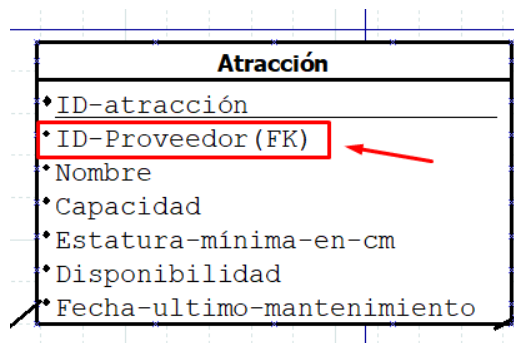 Atracción
ID-atracción
ID-Proveedor(FK)
Nombre
Capacidad
Estatura-mínima-en-cm
Disponibilidad
Fecha-ultimo-mantenimiento